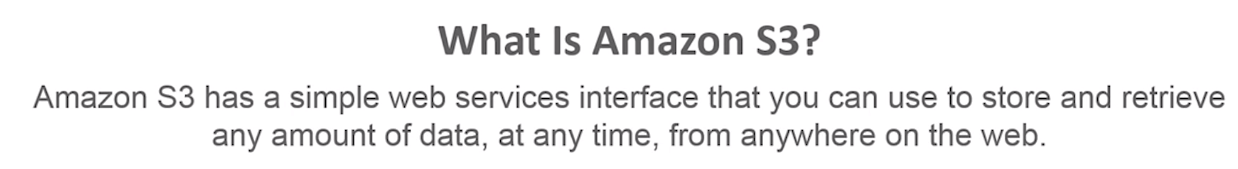 What Is Amazon S3?
Amazon S3 has a simple web services interface that you can use to store and retrieve
any amount of data, at any time, from anywhere on the web.